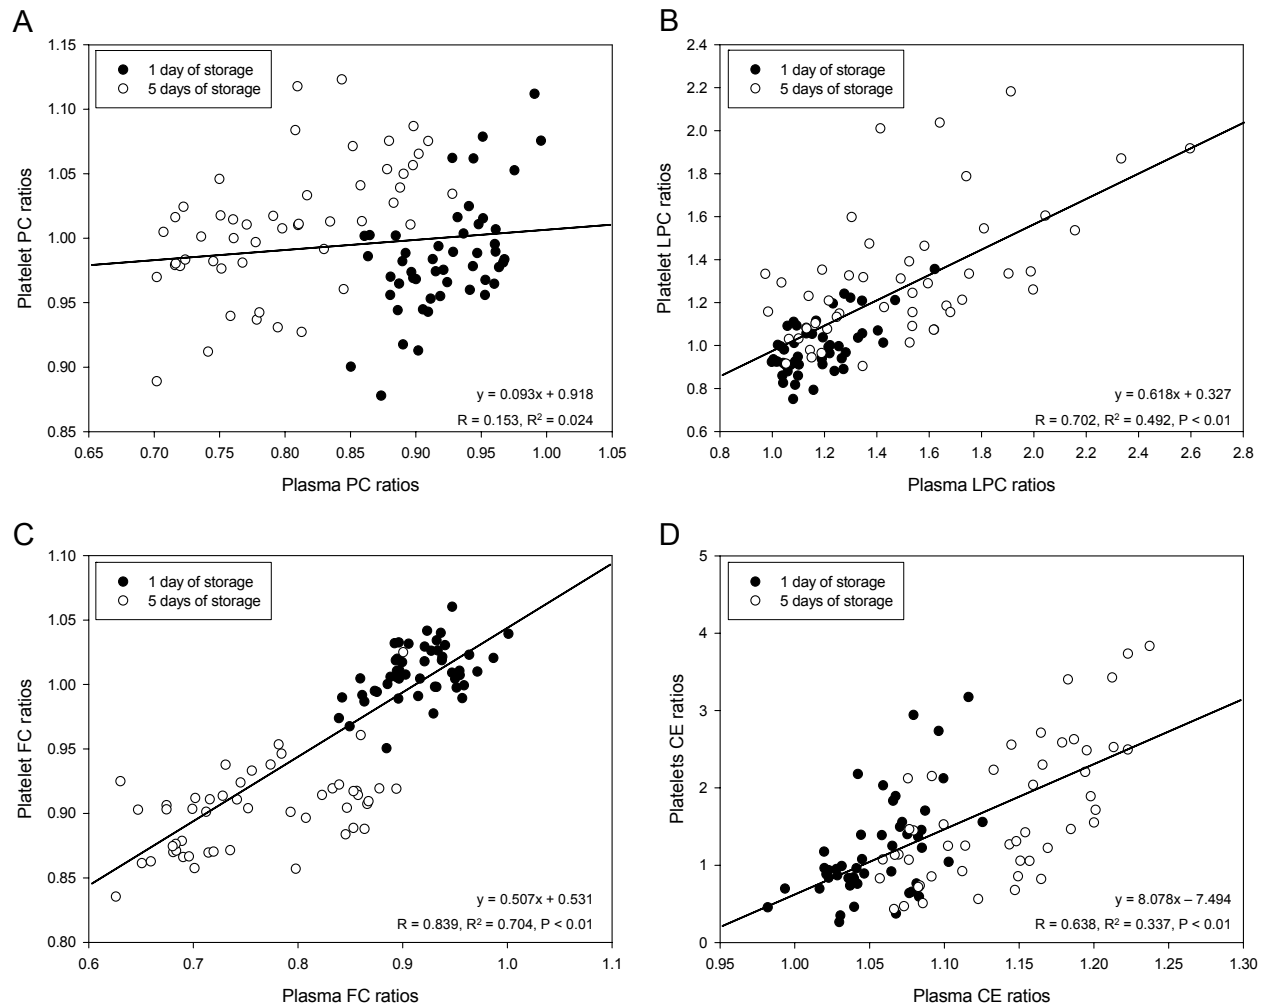 A
1.15
1.10
1.05
1.00
0.95
0.90
0.85
Platelet PC ratios
1 day of storage
5 days of storage
y = 0.093x + 0.918
R = 0.153, R² = 0.024
0.65 0.70 0.75 0.80 0.85 0.90 0.95 1.00 1.05
Plasma PC ratios
B
2.4
2.2
2.0
1.8
1.6
1.4
1.2
1.0
0.8
0.6
Platelet LPC ratios
1 day of storage
5 days of storage
y = 0.618x + 0.327
R = 0.702, R² = 0.492, P < 0.01
0.8 1.0 1.2 1.4 1.6 1.8 2.0 2.2 2.4 2.6 2.8
Plasma LPC ratios
C
1.10
1.05
1.00
0.95
0.90
0.85
0.80
Platelet FC ratios
1 day of storage
5 days of storage
y = 0.507x + 0.531
R = 0.839, R² = 0.704, P < 0.01
0.6 0.7 0.8 0.9 1.0 1.1
Plasma FC ratios
D
5
4
3
2
1
0
Platelets CE ratios
1 day of storage
5 days of storage
y = 8.078x – 7.494
R = 0.638, R² = 0.337, P < 0.01
0.95 1.00 1.05 1.10 1.15 1.20 1.25 1.30
Plasma CE ratios